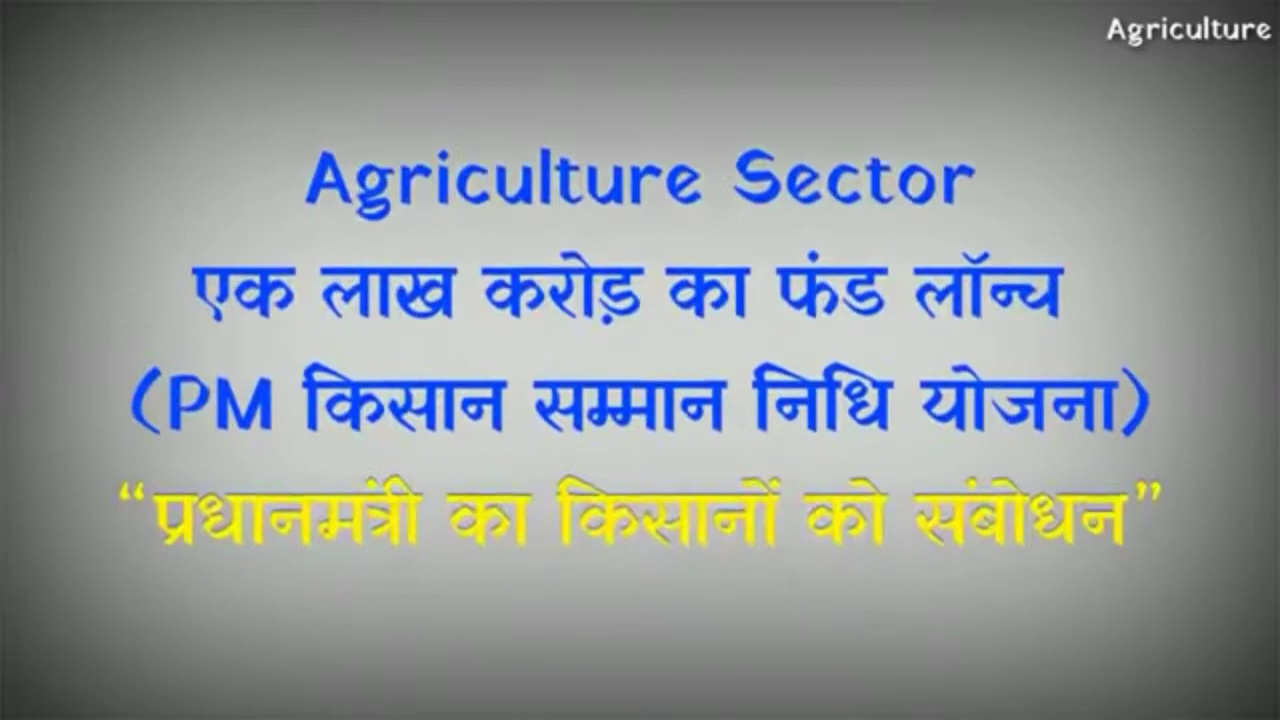 Agriculture
Agriculture Sector
एक लाख करोड़ का फंड लॉन्च
(PM किसान सम्मान निधि योजना)
“प्रधानमंत्री का किसानों को संबोधन”